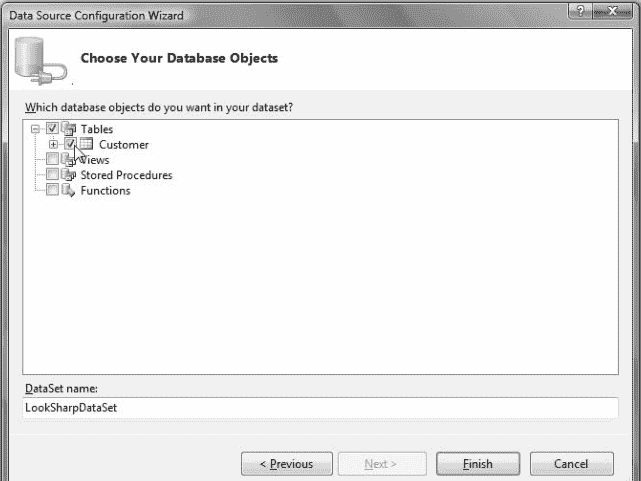 Data Source Configuration Wizard
Choose Your Database Objects
Which database objects do you want in your dataset?
Tables
Customer
Views
Stored Procedures
Functions
DataSet name:
LookSharpDataSet
< Previous
Next >
Finish
Cancel